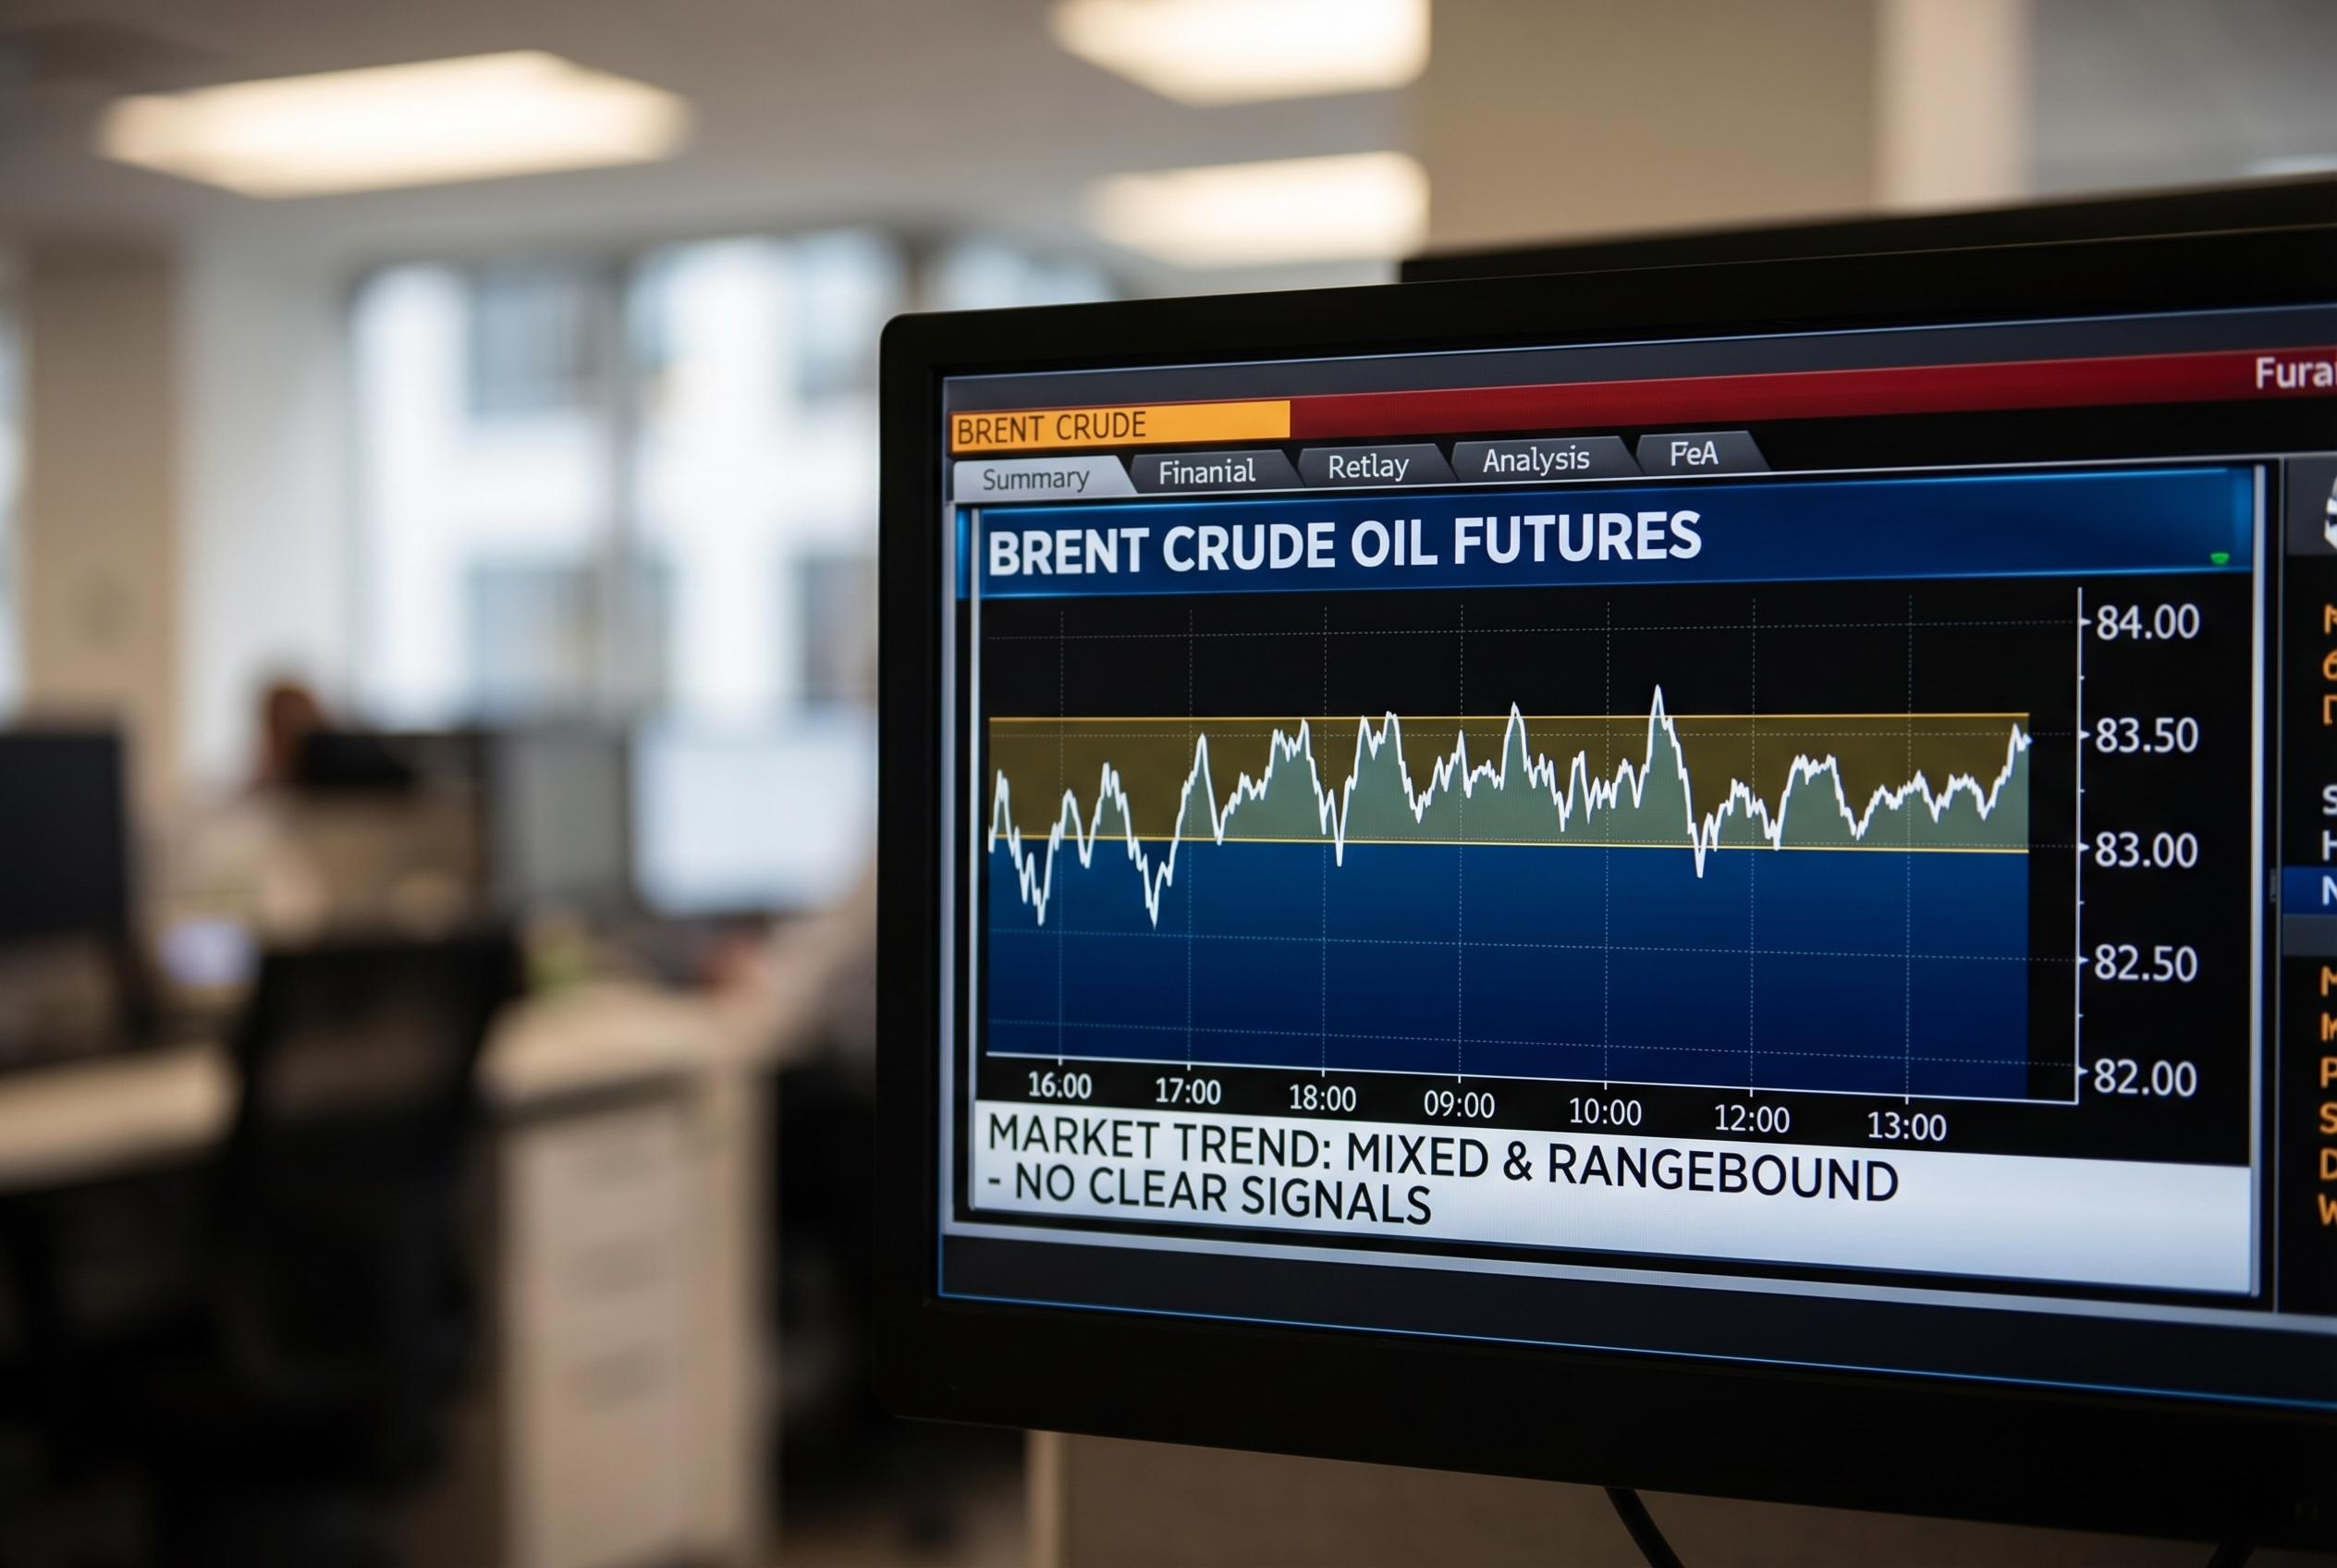 BRENT CRUDE
Summary Finanial Retlay Analysis FeA
BRENT CRUDE OIL FUTURES
84.00
83.50
83.00
82.50
82.00
16:00 17:00 18:00 09:00 10:00 12:00 13:00
MARKET TREND: MIXED & RANGEBOUND
- NO CLEAR SIGNALS